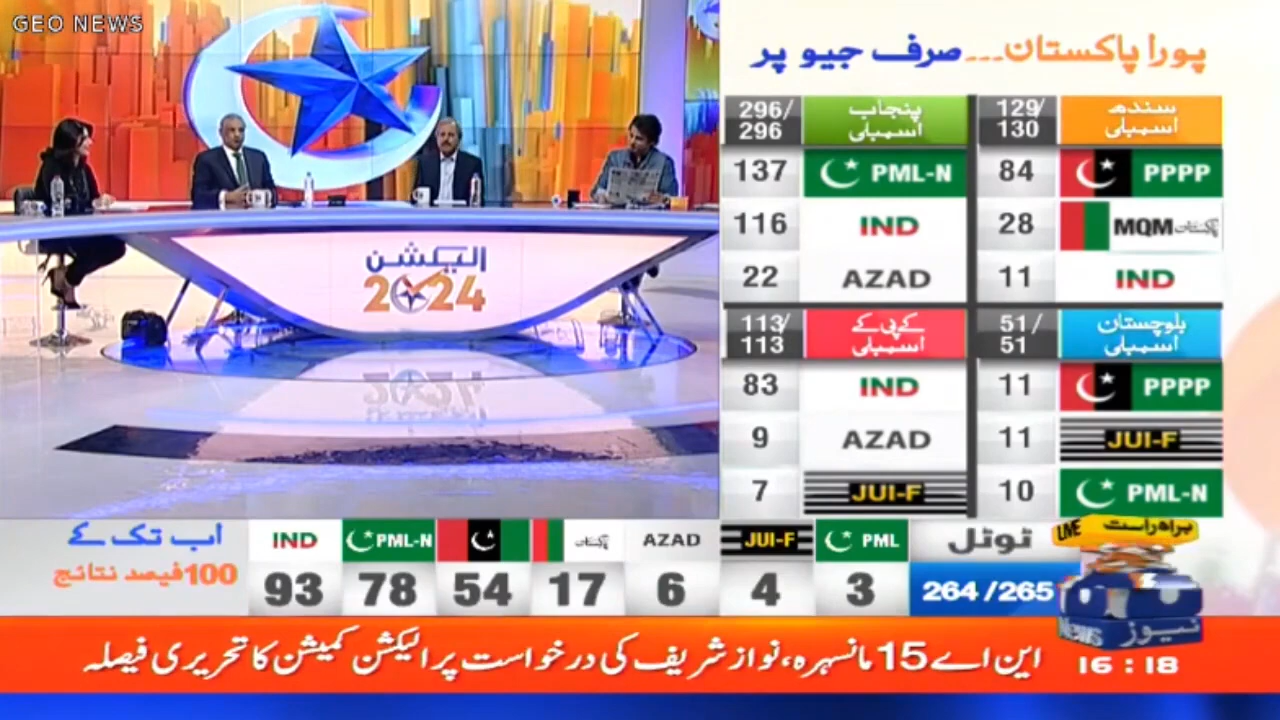 GEO NEWS
پورا پاکستان...صرف جیو پر
296/296 پنجاب اسمبلی
137 PML-N
116 IND
22 AZAD
129/130 سندھ اسمبلی
84 PPPP
28 MQM پاکستان
11 IND
113/113 کے پی کے اسمبلی
83 IND
9 AZAD
7 JUI-F
51/51 بلوچستان اسمبلی
11 PPPP
11 JUI-F
10 PML-N
الیکشن
2024
اب تک کے
100 فیصد نتائج
IND PML-N پاکستان AZAD JUI-F PML ٹوٹل
93 78 54 17 6 4 3 264/265
LIVE براہ راست
News نیوز
این اے 15 مانسہرہ، نواز شریف کی درخواست پر الیکشن کمیشن کا تحریری فیصلہ
16:18